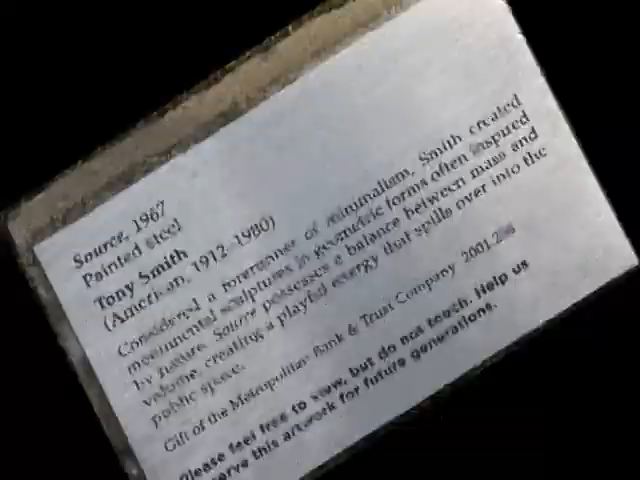 Source, 1967
Painted steel
Tony Smith
(American, 1912–1980)
Considered a forerunner of minimalism, Smith created
monumental sculptures in geometric forms often inspired
by nature. Source possesses a balance between mass and
volume, creating a playful energy that spills over into the
public space.
Gift of the Metropolitan Bank & Trust Company 2001.2
Please feel free to view, but do not touch. Help us
serve this artwork for future generations.